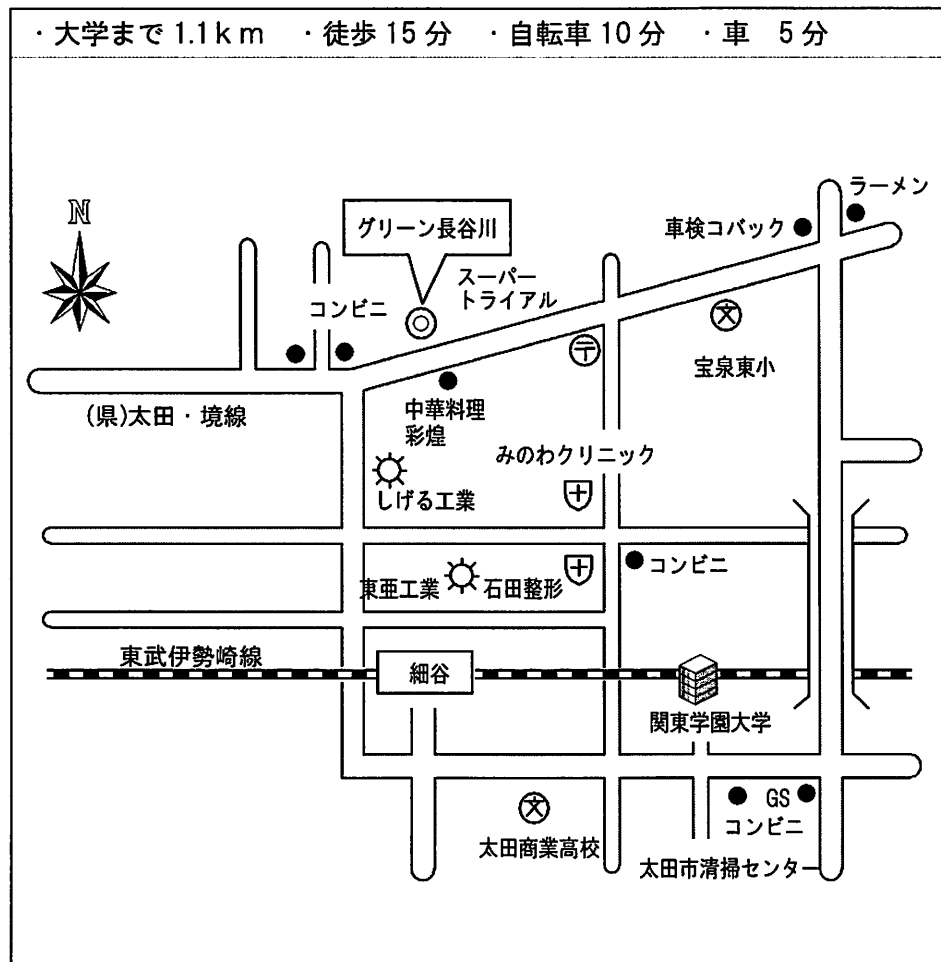 ・大学まで 1.1ｋｍ ・徒歩 15 分 ・自転車 10 分 ・車 5 分
ラーメン
N
グリーン長谷川
車検コバック
スーパー
トライアル
コンビニ
文
〒
宝泉東小
(県)太田・境線
中華料理
彩煌
みのわクリニック
しげる工業
コンビニ
東亜工業
石田整形
東武伊勢崎線
細谷
関東学園大学
文
GS
コンビニ
太田商業高校
太田市清掃センター